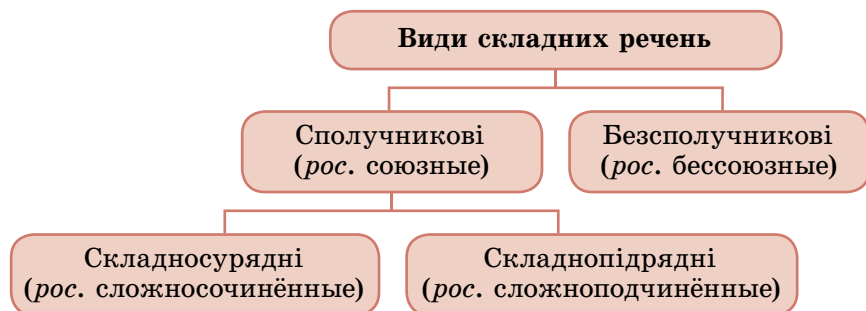 Види складних речень
Сполучникові
(рос. союзные)
Безсполучникові
(рос. бессоюзные)
Складносурядні
(рос. сложносочинённые)
Складнопідрядні
(рос. сложноподчинённые)